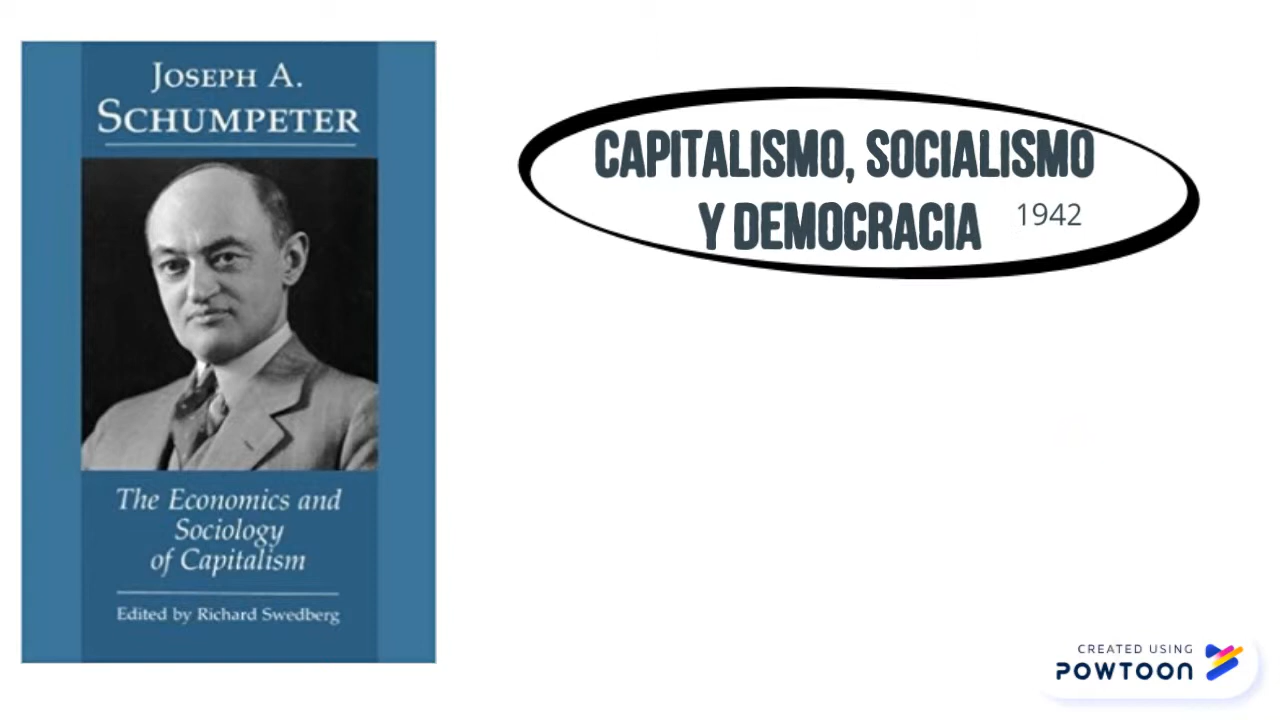 JOSEPH A.
SCHUMPETER
The Economics and
Sociology
of Capitalism
Edited by Richard Swedberg
CAPITALISMO, SOCIALISMO
Y DEMOCRACIA 1942
CREATED USING
POWTOON